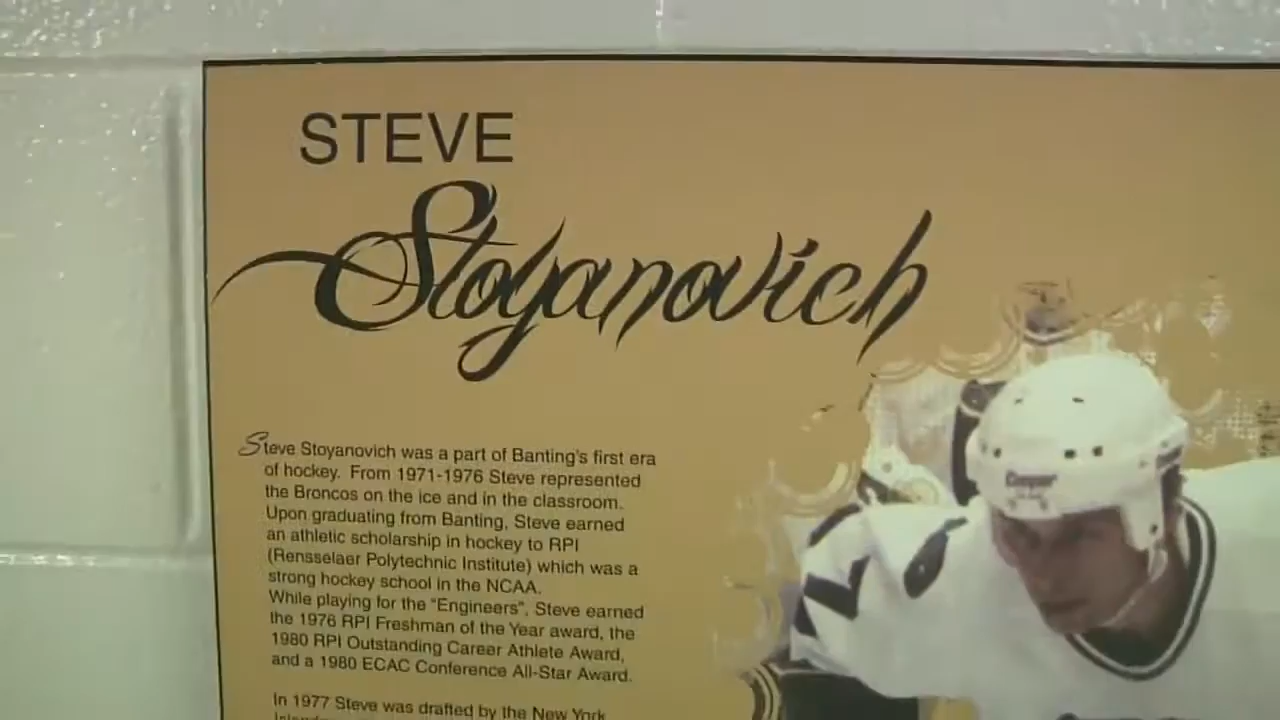 STEVE
Stoyanovich
Steve Stoyanovich was a part of Banting's first era
of hockey. From 1971-1976 Steve represented
the Broncos on the ice and in the classroom.
Upon graduating from Banting, Steve earned
an athletic scholarship in hockey to RPI
(Rensselaer Polytechnic Institute) which was a
strong hockey school in the NCAA.
While playing for the "Engineers", Steve earned
the 1976 RPI Freshman of the Year award, the
1980 RPI Outstanding Career Athlete Award,
and a 1980 ECAC Conference All-Star Award.
In 1977 Steve was drafted by the New York
Cooper